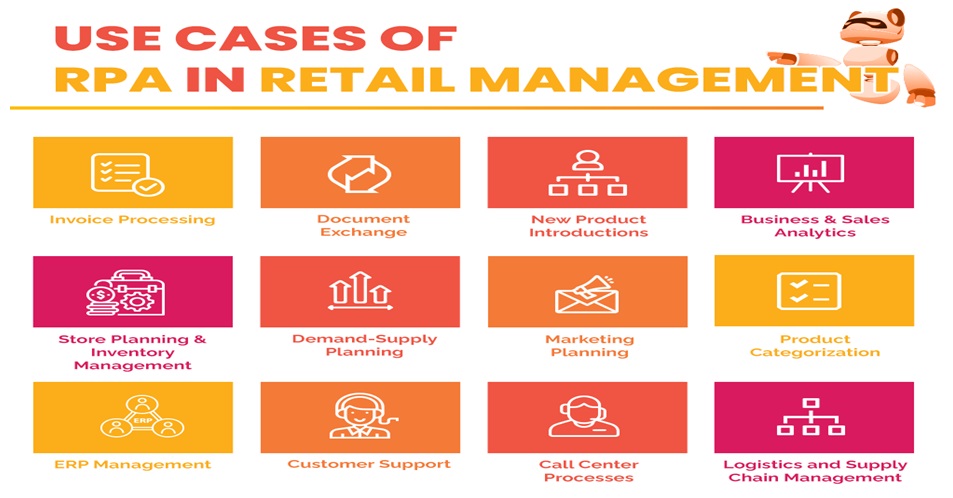 USE CASES OF
RPA IN RETAIL MANAGEMENT
Invoice Processing
Document
Exchange
New Product
Introductions
Business & Sales
Analytics
Store Planning &
Inventory
Management
Demand-Supply
Planning
Marketing
Planning
Product
Categorization
ERP
ERP Management
Customer Support
Call Center
Processes
Logistics and Supply
Chain Management